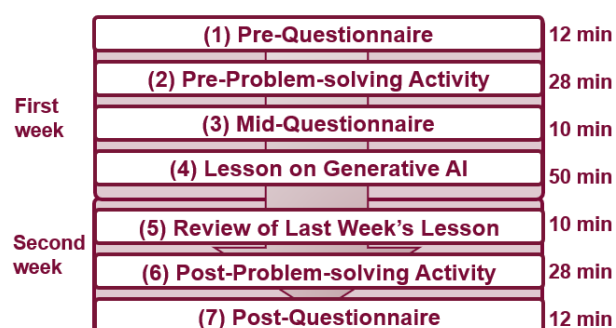 (1) Pre-Questionnaire 12 min
(2) Pre-Problem-solving Activity 28 min
First
week
(3) Mid-Questionnaire 10 min
(4) Lesson on Generative AI 50 min
(5) Review of Last Week's Lesson 10 min
Second
week
(6) Post-Problem-solving Activity 28 min
(7) Post-Questionnaire 12 min